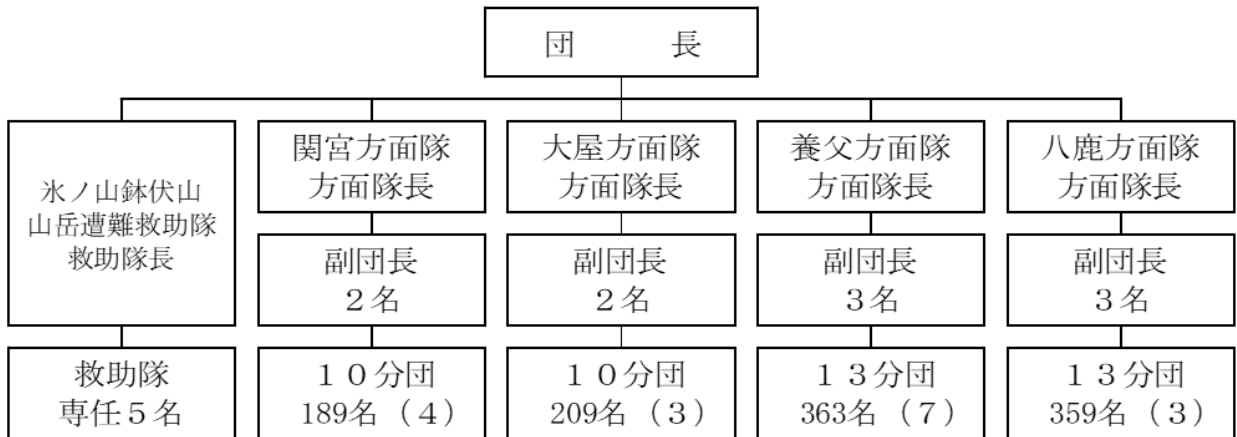 団　　　長
氷ノ山鉢伏山
山岳遭難救助隊
救助隊長
関宮方面隊
方面隊長
大屋方面隊
方面隊長
養父方面隊
方面隊長
八鹿方面隊
方面隊長
副団長
２名
副団長
２名
副団長
３名
副団長
３名
救助隊
専任５名
１０分団
189名（４）
１０分団
209名（３）
１３分団
363名（７）
１３分団
359名（３）